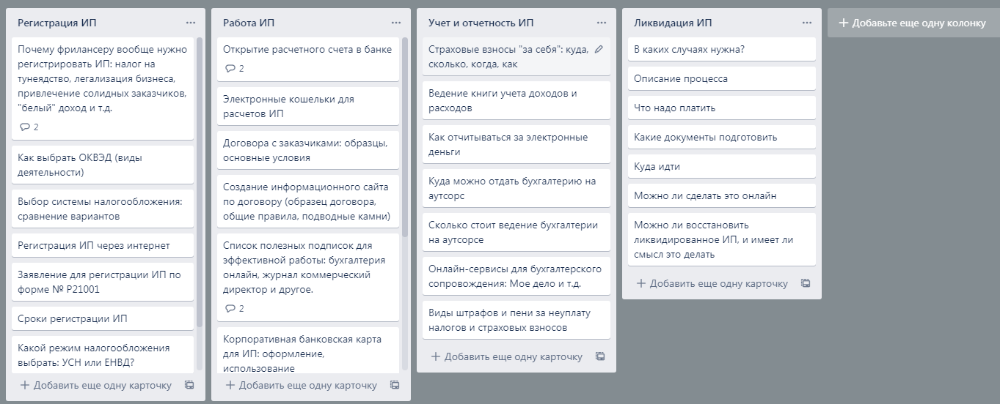 Регистрация ИП
Почему фрилансеру вообще нужно
регистрировать ИП: налог на
тунеядство, легализация бизнеса,
привлечение солидных заказчиков,
"белый" доход и т.д.
2
Как выбрать ОКВЭД (виды
деятельности)
Выбор системы налогообложения:
сравнение вариантов
Регистрация ИП через интернет
Заявление для регистрации ИП по
форме № Р21001
Сроки регистрации ИП
Какой режим налогообложения
выбрать: УСН или ЕНВД?
Добавить еще одну карточку
Работа ИП
Открытие расчетного счета в банке
2
Электронные кошельки для
расчетов ИП
Договора с заказчиками: образцы,
основные условия
Создание информационного сайта
по договору (образец договора,
общие правила, подводные камни)
Список полезных подписок для
эффективной работы: бухгалтерия
онлайн, журнал коммерческий
директор и другое.
2
Корпоративная банковская карта
для ИП: оформление,
использование
Добавить еще одну карточку
Учет и отчетность ИП
Страховые взносы "за себя": куда,
сколько, когда, как
Ведение книги учета доходов и
расходов
Как отчитываться за электронные
деньги
Куда можно отдать бухгалтерию на
аутсорс
Сколько стоит ведение бухгалтерии
на аутсорсе
Онлайн-сервисы для бухгалтерского
сопровождения: Мое дело и т.д.
Виды штрафов и пени за неуплату
налогов и страховых взносов
Добавить еще одну карточку
Ликвидация ИП
В каких случаях нужна?
Описание процесса
Что надо платить
Какие документы подготовить
Куда идти
Можно ли сделать это онлайн
Можно ли восстановить
ликвидированное ИП, и имеет ли
смысл это делать
Добавить еще одну карточку
Добавьте еще одну колонку